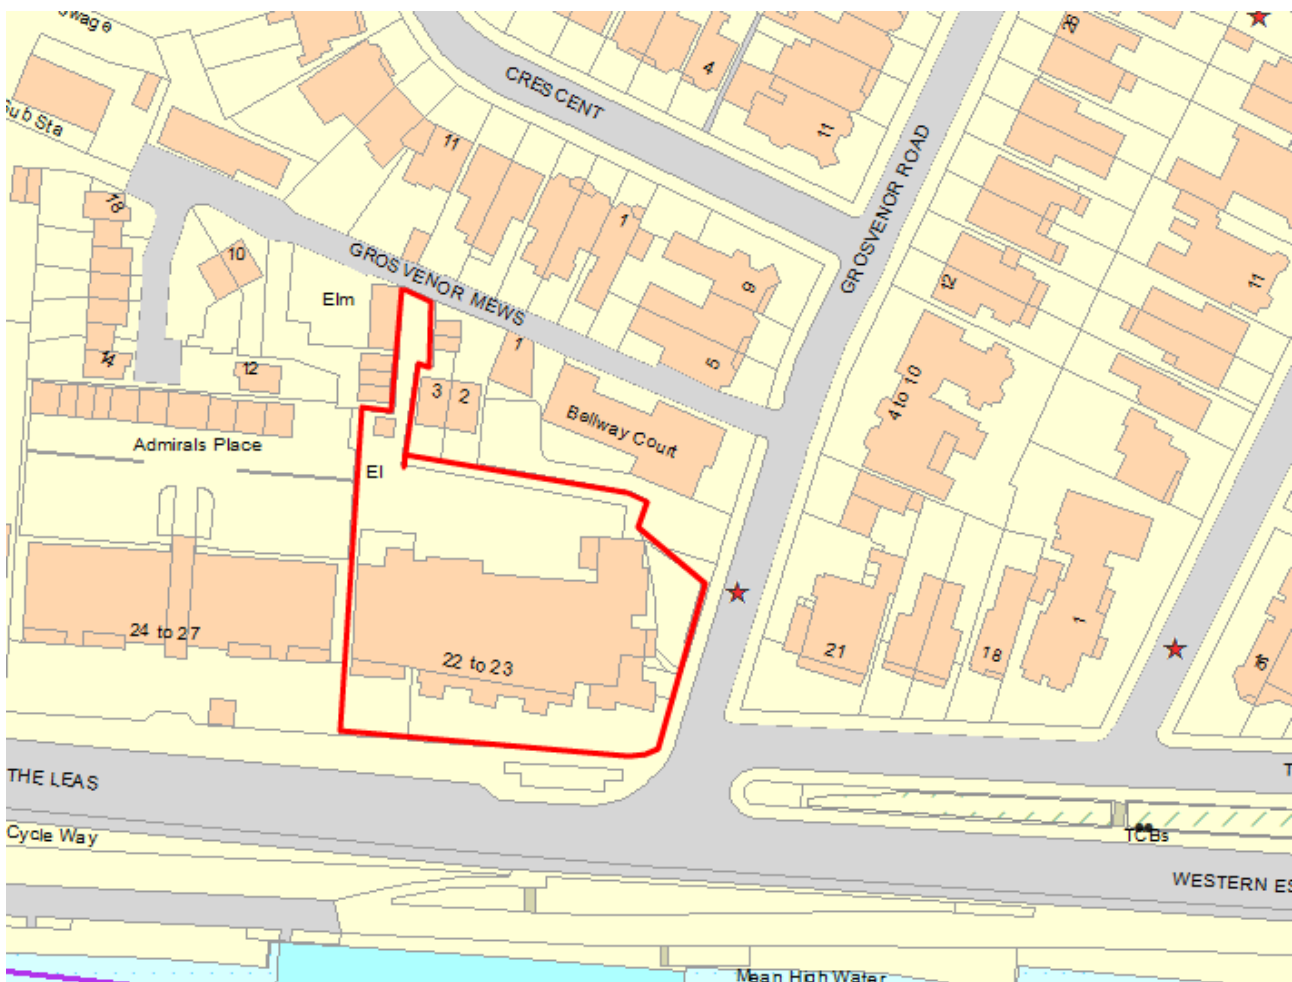 4
28
CRESCENT
11
11
Sub Sta
GROSVENOR ROAD
18
1
10
GROSVENOR MEWS
9
12
11
Elm
1
5
14
12
3
2
4 to 10
Bellway Court
Admirals Place
El
24 to 27
22 to 23
21
18
1
16
THE LEAS
T
Cycle Way
TCBs
WESTERN ES
Mean High Water